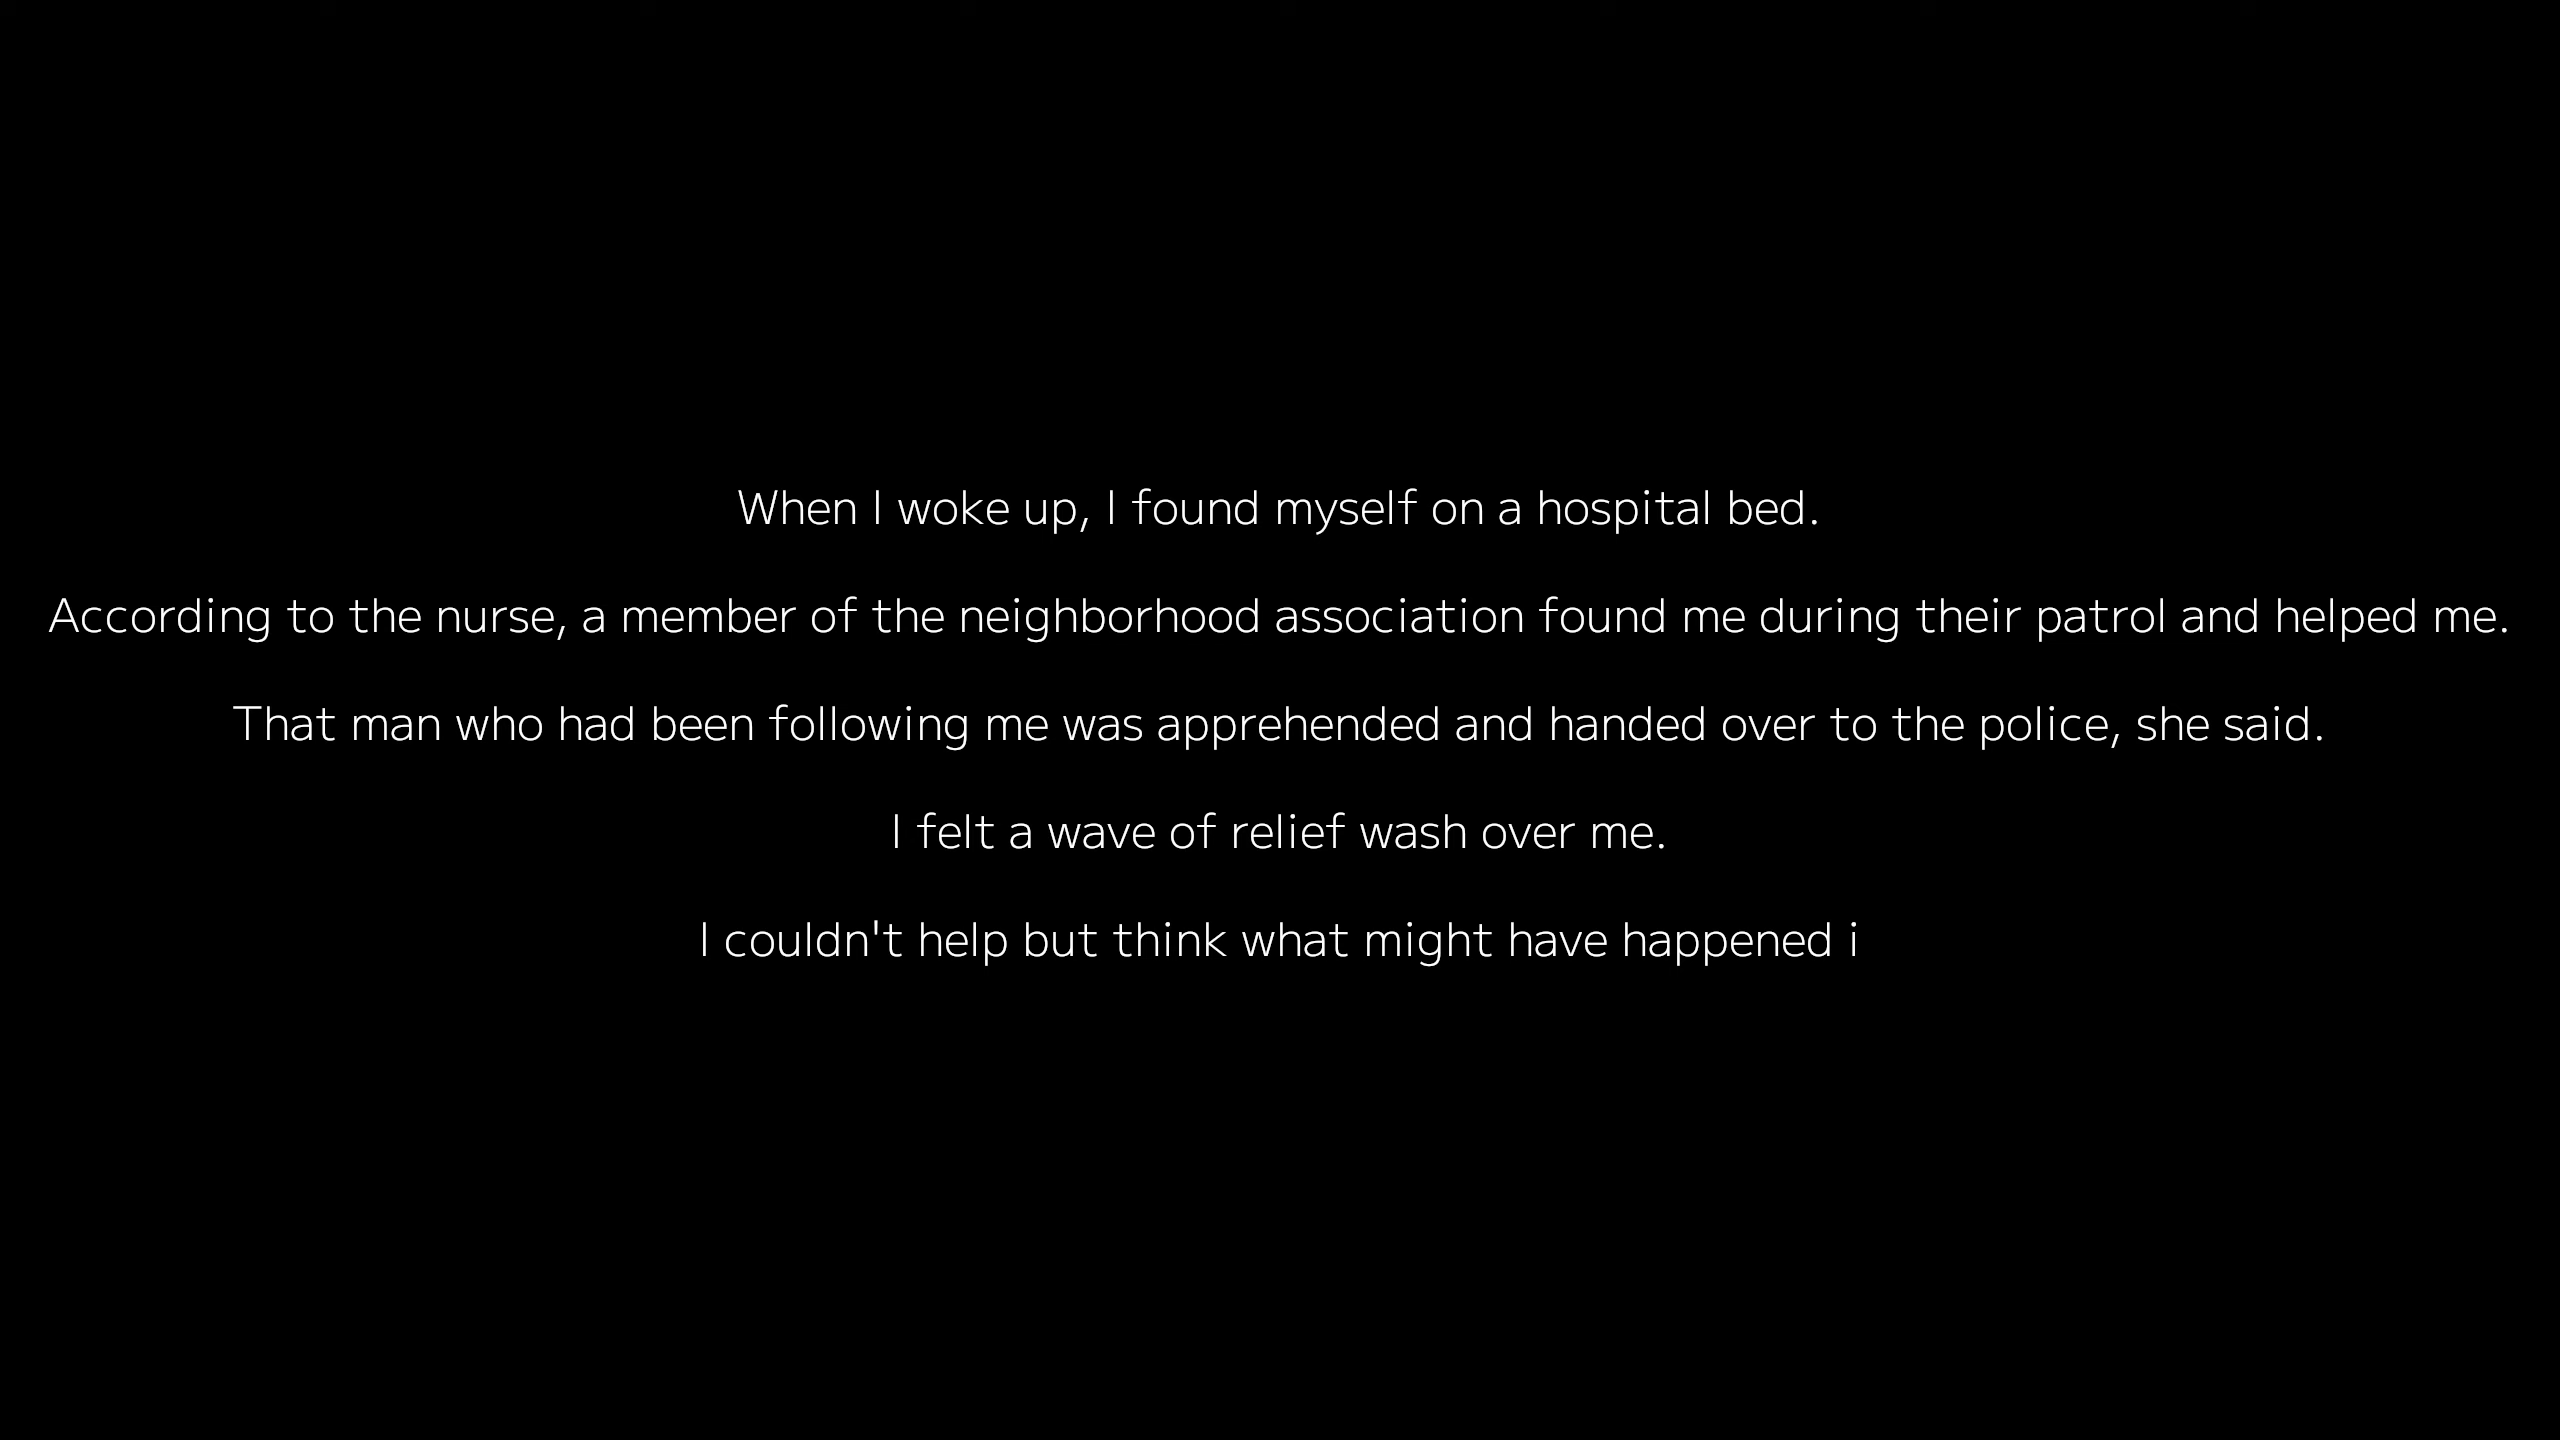 When I woke up, I found myself on a hospital bed.
According to the nurse, a member of the neighborhood association found me during their patrol and helped me.
That man who had been following me was apprehended and handed over to the police, she said.
I felt a wave of relief wash over me.
I couldn't help but think what might have happened i